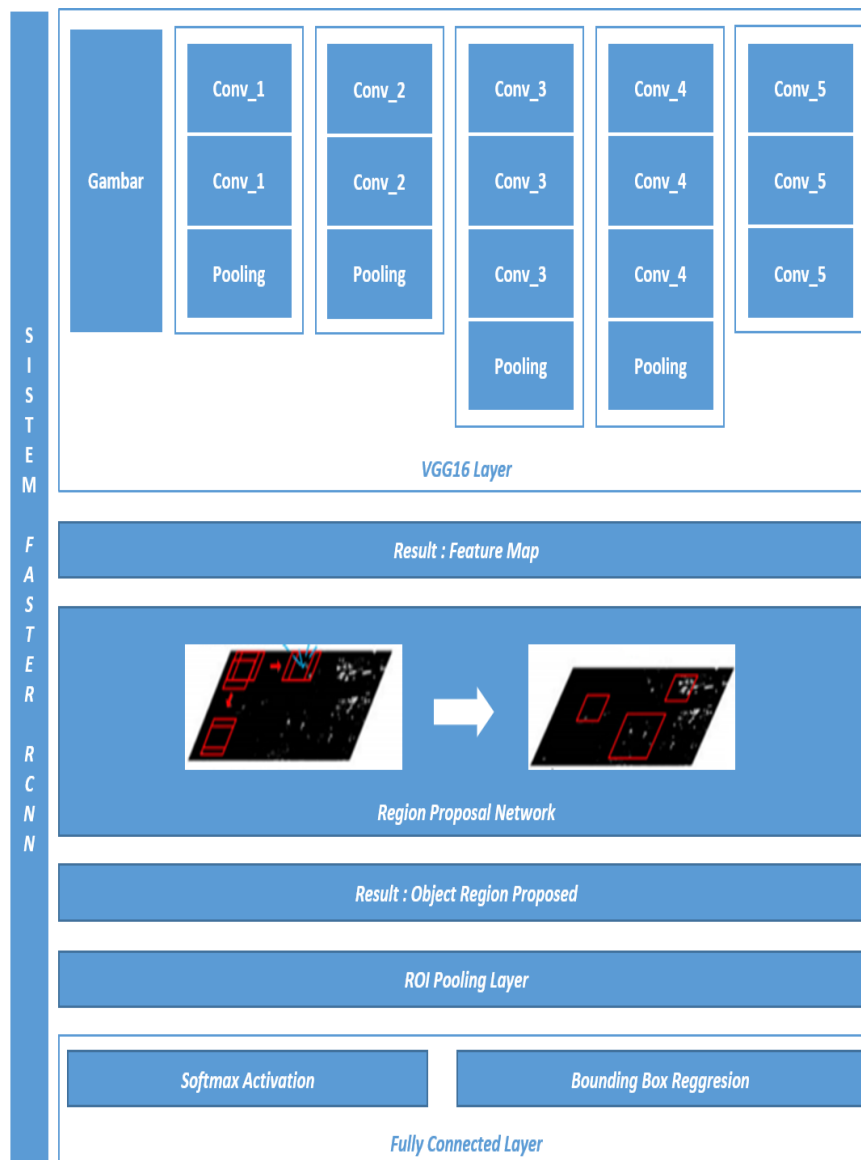 SISTEM FASTER RCNN
Gambar
Conv_1
Conv_1
Pooling
Conv_2
Conv_2
Pooling
Conv_3
Conv_3
Conv_3
Pooling
Conv_4
Conv_4
Conv_4
Pooling
Conv_5
Conv_5
Conv_5
VGG16 Layer
Result : Feature Map
Region Proposal Network
Result : Object Region Proposed
ROI Pooling Layer
Softmax Activation
Bounding Box Reggresion
Fully Connected Layer